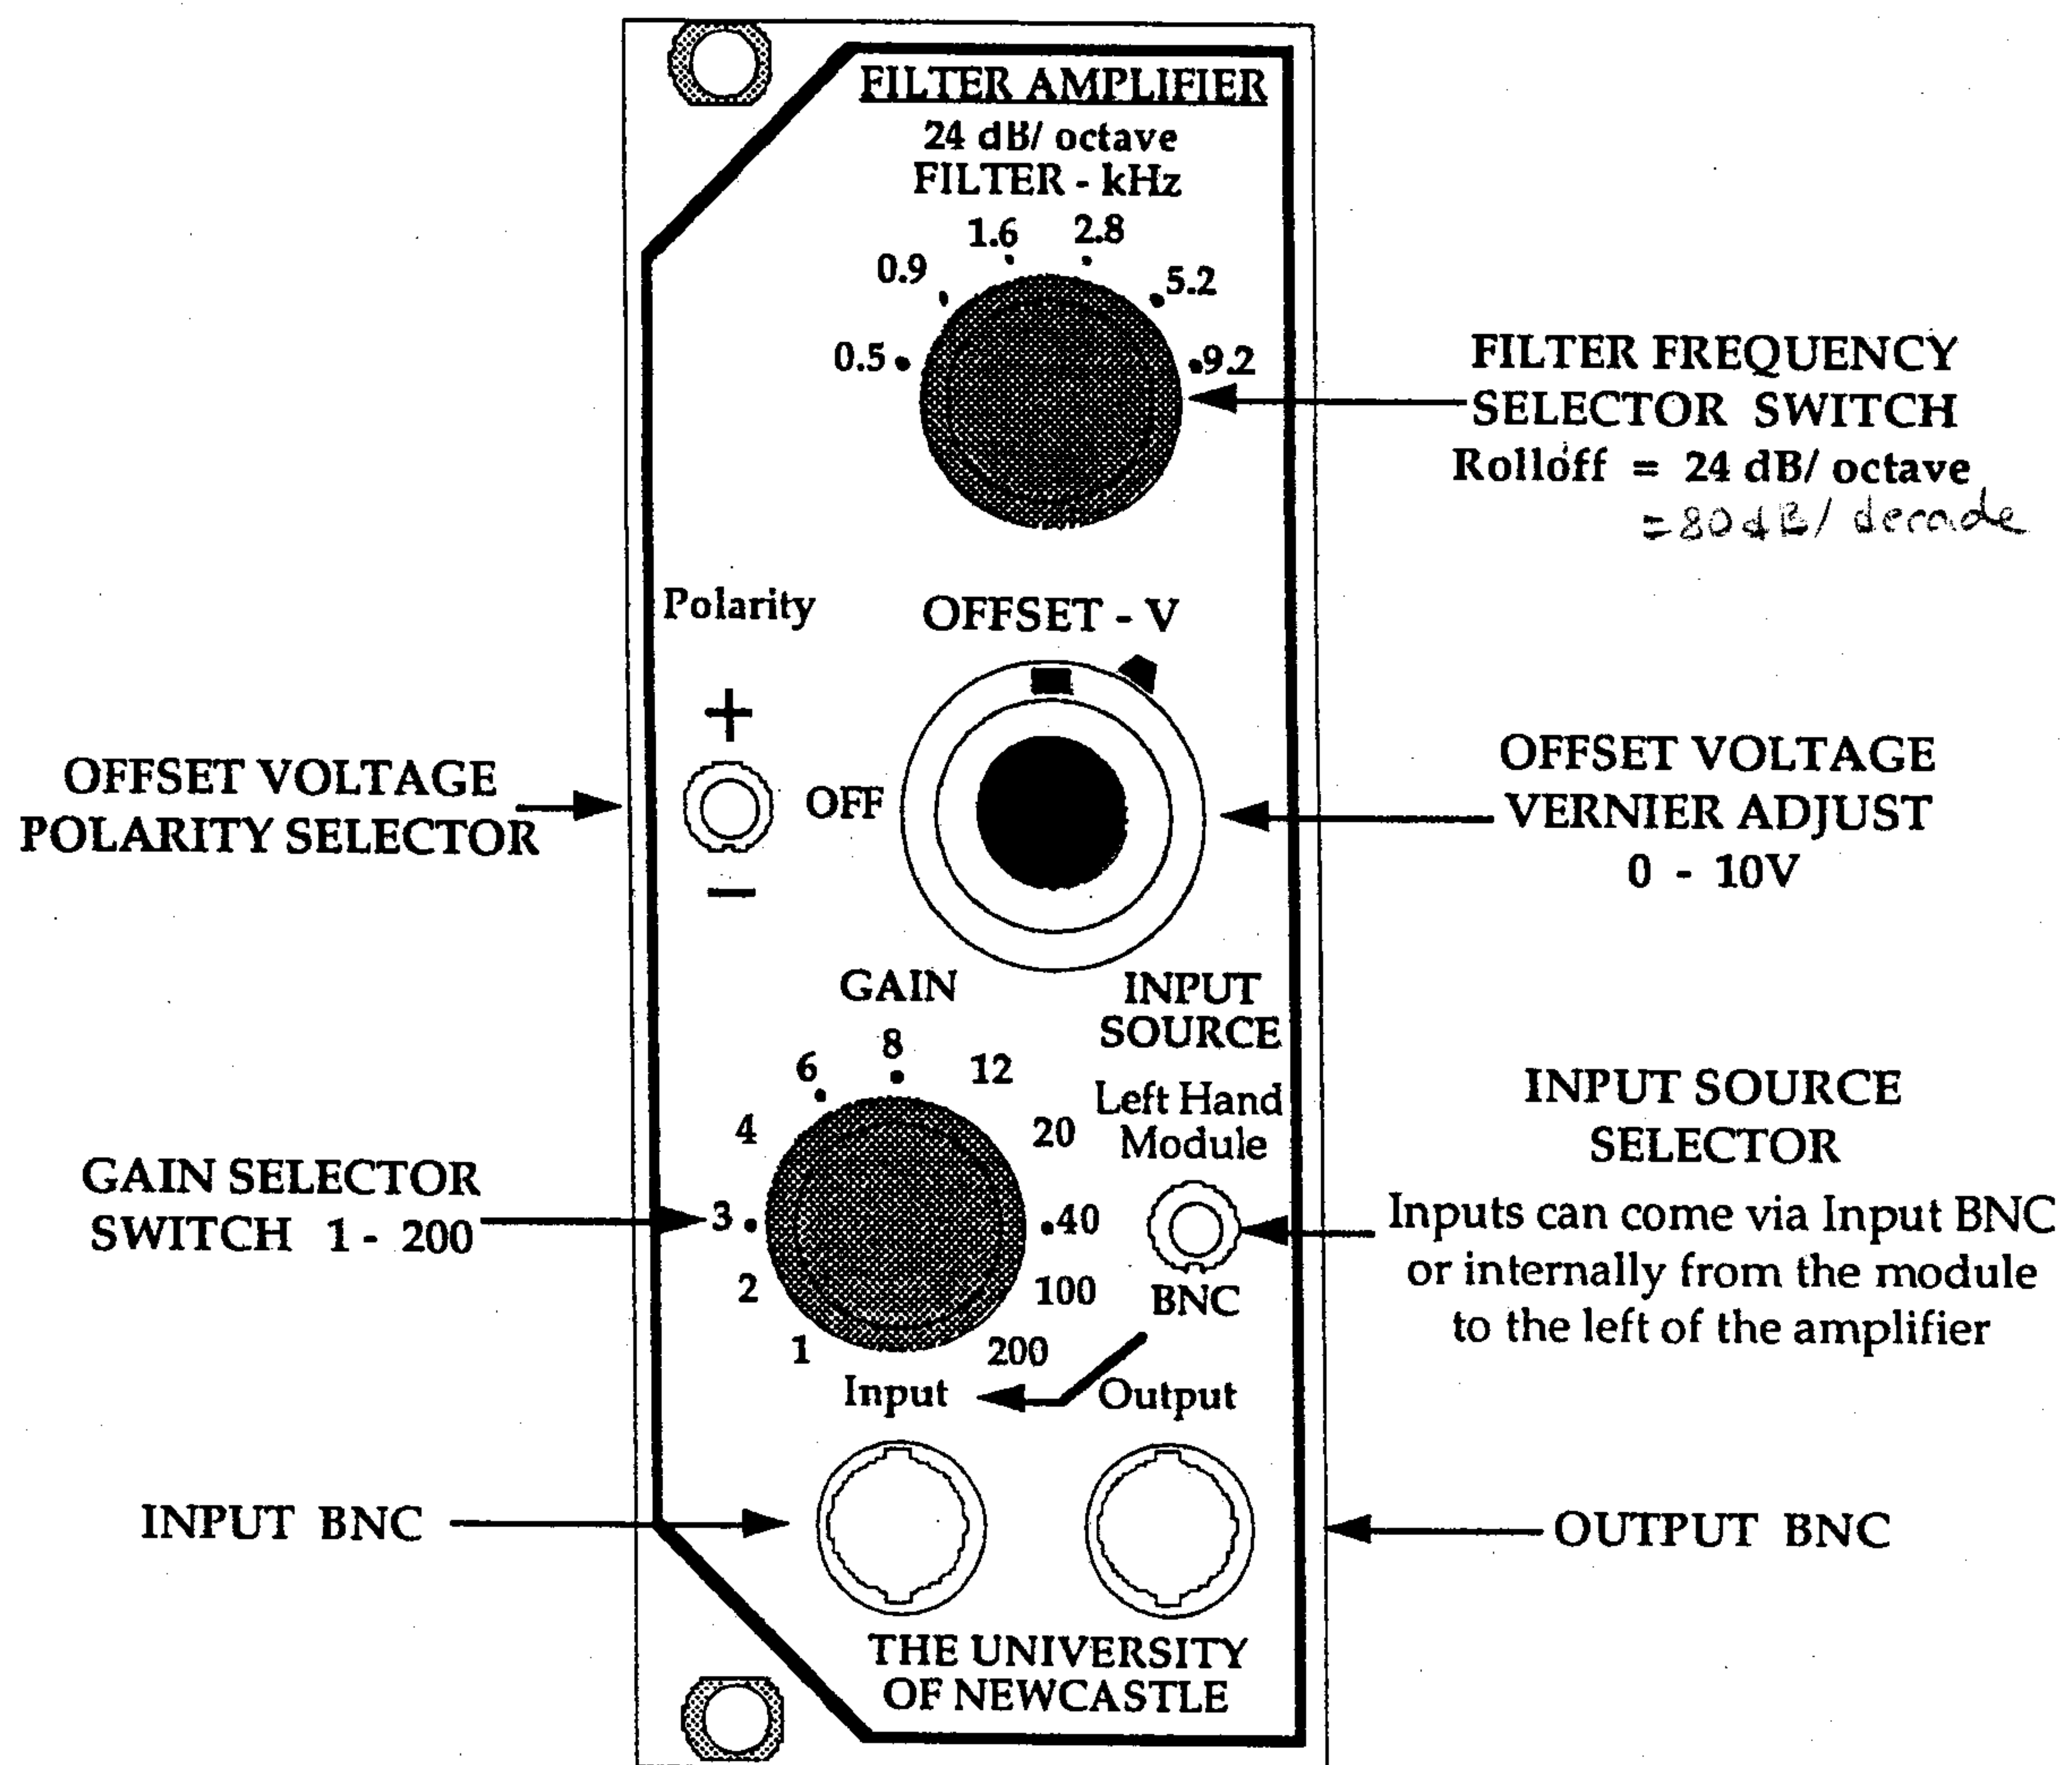 FILTER AMPLIFIER
24 dB/ octave
FILTER - kHz
1.6 2.8
0.9 5.2
0.5 9.2
FILTER FREQUENCY
SELECTOR SWITCH
Rolloff = 24 dB/ octave
= 80 dB/ decade
Polarity
OFFSET - V
+
OFF
−
OFFSET VOLTAGE
POLARITY SELECTOR
OFFSET VOLTAGE
VERNIER ADJUST
0 - 10V
GAIN
8
6 12
4 20
3 40
2 100
1 200
GAIN SELECTOR
SWITCH 1 - 200
INPUT
SOURCE
Left Hand
Module
BNC
INPUT SOURCE
SELECTOR
Inputs can come via Input BNC
or internally from the module
to the left of the amplifier
Input Output
INPUT BNC
OUTPUT BNC
THE UNIVERSITY
OF NEWCASTLE